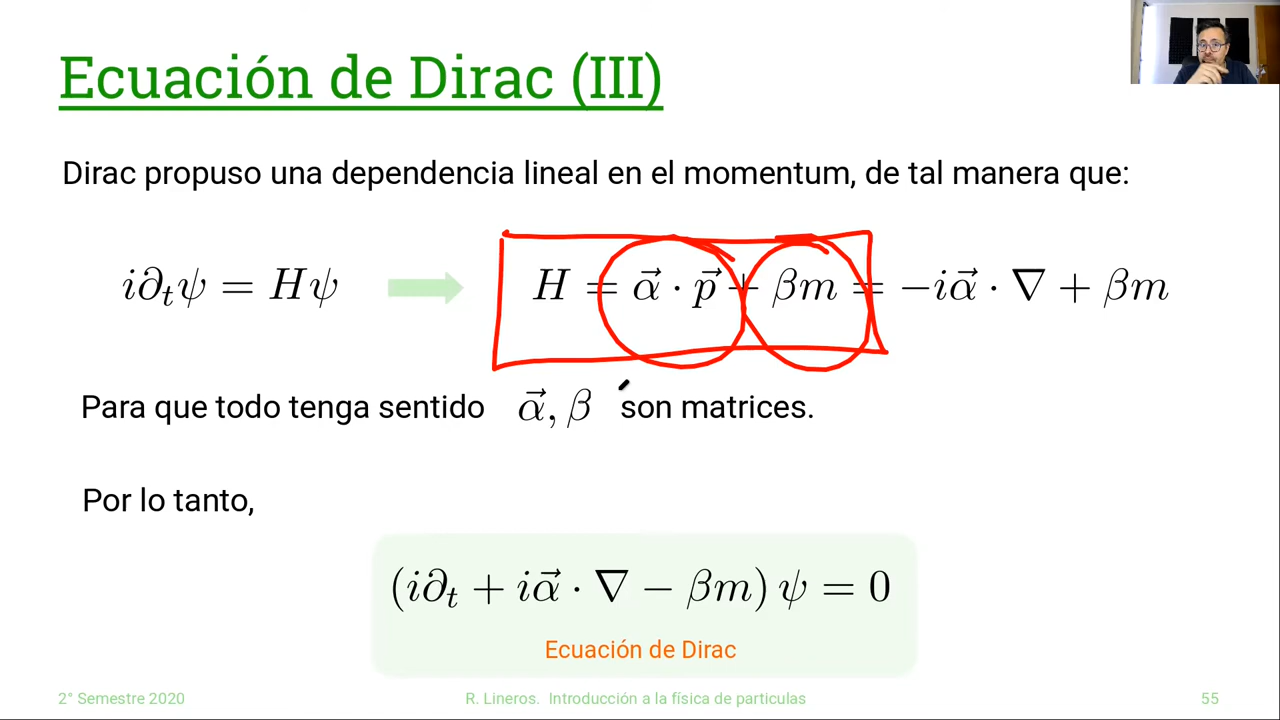 Ecuación de Dirac (III)
Dirac propuso una dependencia lineal en el momentum, de tal manera que:
i∂ₜψ = Hψ
H = α⃗ · p⃗ + βm = −iα⃗ · ∇ + βm
Para que todo tenga sentido α⃗, β son matrices.
Por lo tanto,
(i∂ₜ + iα⃗ · ∇ − βm) ψ = 0
Ecuación de Dirac
2° Semestre 2020
R. Lineros. Introducción a la física de particulas
55